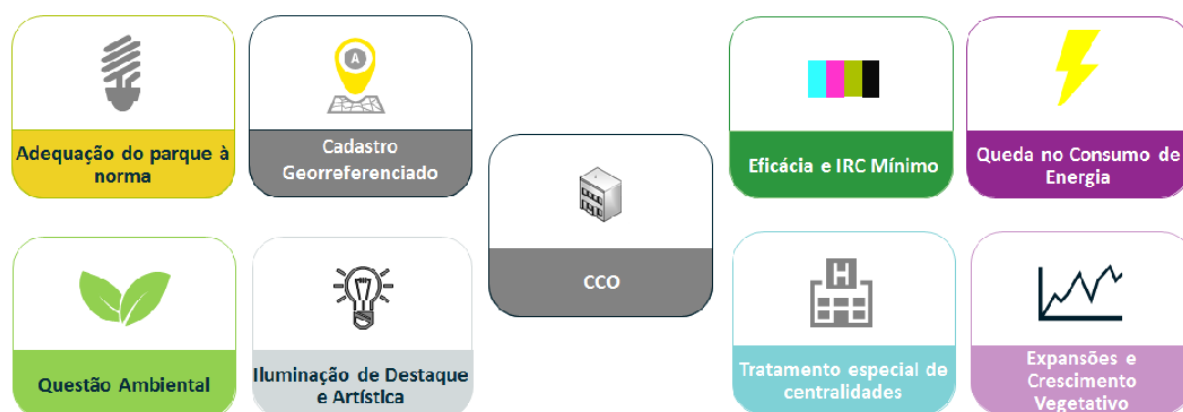 A
Adequação do parque à
norma
Cadastro
Georreferenciado
Eficácia e IRC Mínimo
Queda no Consumo de
Energia
CCO
Questão Ambiental
Iluminação de Destaque
e Artística
H
Tratamento especial de
centralidades
Expansões e
Crescimento
Vegetativo